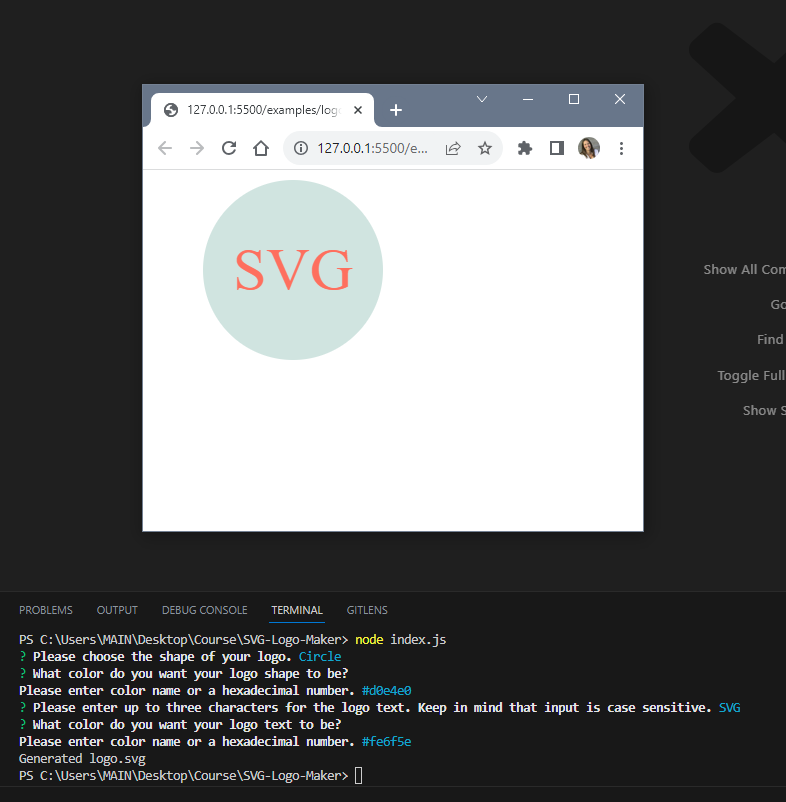 127.0.0.1:5500/examples/log
127.0.0.1:5500/e...
SVG
Show All Com
Go
Find
Toggle Full
Show S
PROBLEMS OUTPUT DEBUG CONSOLE TERMINAL GITLENS
PS C:\Users\MAIN\Desktop\Course\SVG-Logo-Maker> node index.js
? Please choose the shape of your logo. Circle
? What color do you want your logo shape to be?
Please enter color name or a hexadecimal number. #d0e4e0
? Please enter up to three characters for the logo text. Keep in mind that input is case sensitive. SVG
? What color do you want your logo text to be?
Please enter color name or a hexadecimal number. #fe6f5e
Generated logo.svg
PS C:\Users\MAIN\Desktop\Course\SVG-Logo-Maker>